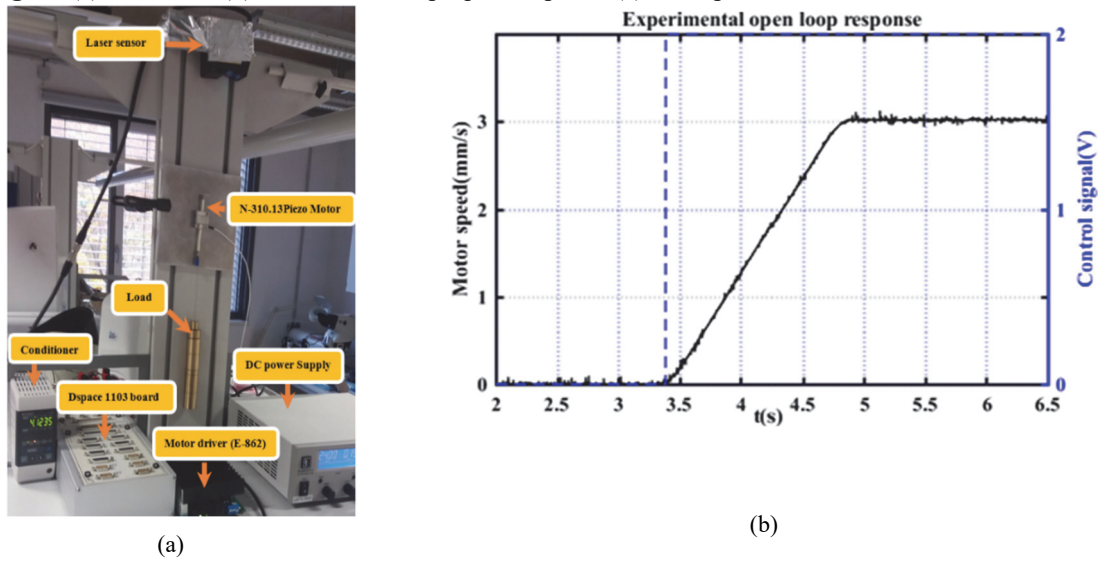 Laser sensor
N-310.13Piezo Motor
Load
Conditioner
DC power Supply
Dspace 1103 board
Motor driver (E-862)
41235
(a)
Experimental open loop response
Motor speed(mm/s)
3
2
1
0
2 2.5 3 3.5 4 4.5 5 5.5 6 6.5
t(s)
2
1
0
Control signal(V)
(b)